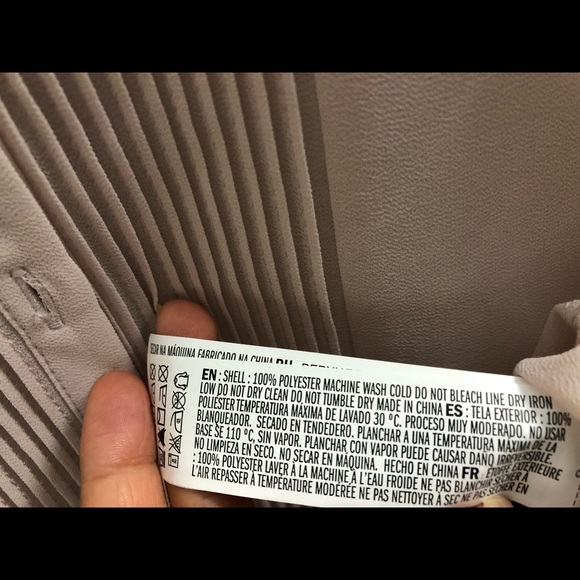 SECAR NA MÁQUINA FABRICADO NA CHINA RU
EN : SHELL : 100% POLYESTER MACHINE WASH COLD DO NOT BLEACH LINE DRY IRON
LOW DO NOT DRY CLEAN DO NOT TUMBLE DRY MADE IN CHINA ES : TELA EXTERIOR : 100%
POLIESTER TEMPERATURA MÁXIMA DE LAVADO 30 °C. PROCESO MUY MODERADO. NO USAR
BLANQUEADOR. SECADO EN TENDEDERO. PLANCHAR A UNA TEMPERATURA MÁXIMA DE LA
BASE DE 110 °C, SIN VAPOR. PLANCHAR CON VAPOR PUEDE CAUSAR DAÑO IRREVERSIBLE.
NO LIMPIEZA EN SECO. NO SECAR EN MÁQUINA. HECHO EN CHINA FR : ÉTOFFE EXTÉRIEURE
: 100% POLYESTER LAVER À LA MACHINE À L'EAU FROIDE NE PAS BLANCHIR SÉCHER À
L'AIR REPASSER À TEMPÉRATURE MODÉRÉE NE PAS NETTOYER À SEC NE PAS SÉCHER EN